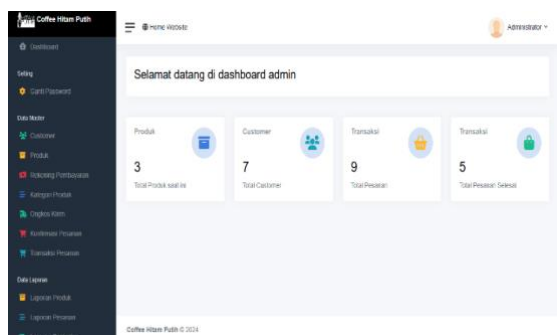 Coffee Hitam Putih
Home Website
Administrator
Dashboard
Seting
Ganti Password
Data Master
Customer
Produk
Rekening Pembayaran
Kategori Produk
Ongkos Kirim
Konfirmasi Pesanan
Transaksi Pesanan
Data Laporan
Laporan Produk
Laporan Pesanan
Selamat datang di dashboard admin
Produk
3
Total Produk saat ini
Customer
7
Total Customer
Transaksi
9
Total Pesanan
Transaksi
5
Total Pesanan Selesai
Coffee Hitam Putih © 2024